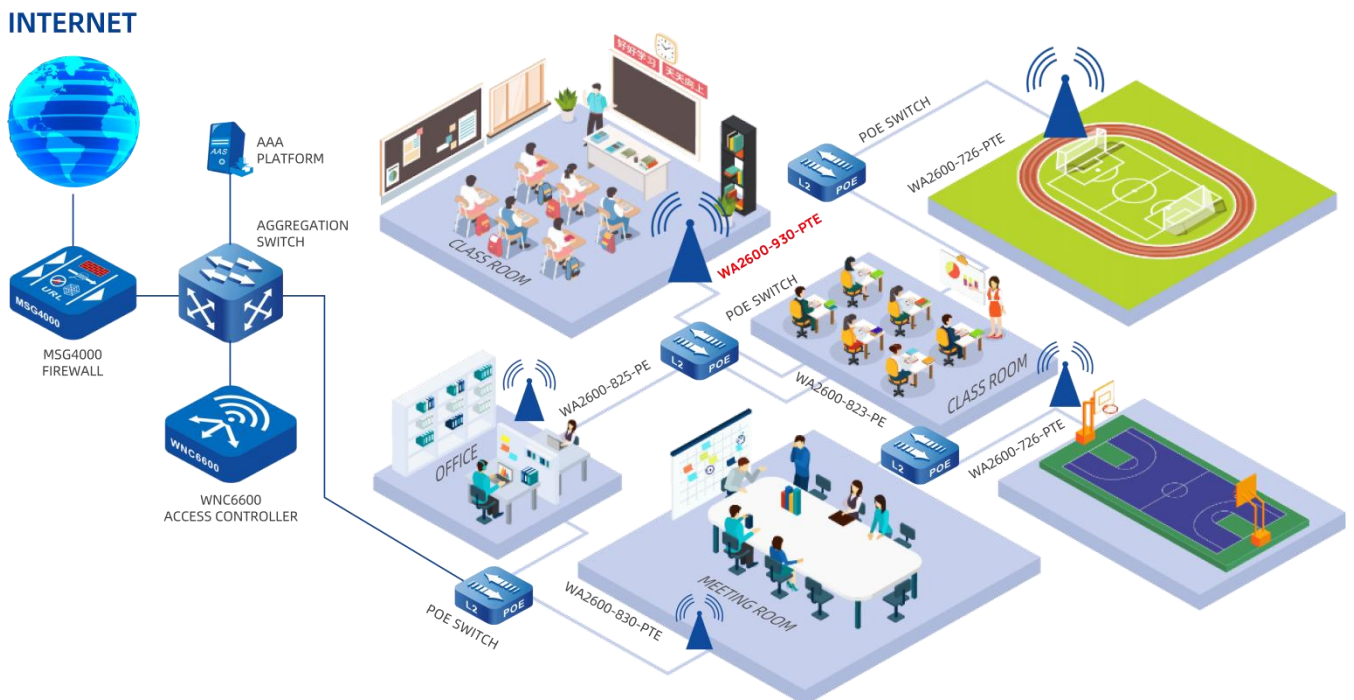 INTERNET
AAS
AAA
PLATFORM
AGGREGATION
SWITCH
URL
MSG4000
MSG4000
FIREWALL
WNC6600
WNC6600
ACCESS CONTROLLER
好好学习
天天向上
CLASS ROOM
WA2600-930-PTE
POE SWITCH
L2 POE
WA2600-726-PTE
POE SWITCH
L2 POE
WA2600-825-PE
WA2600-823-PE
CLASS ROOM
OFFICE
L2 POE
WA2600-726-PTE
MEETING ROOM
L2 POE
POE SWITCH
WA2600-830-PTE